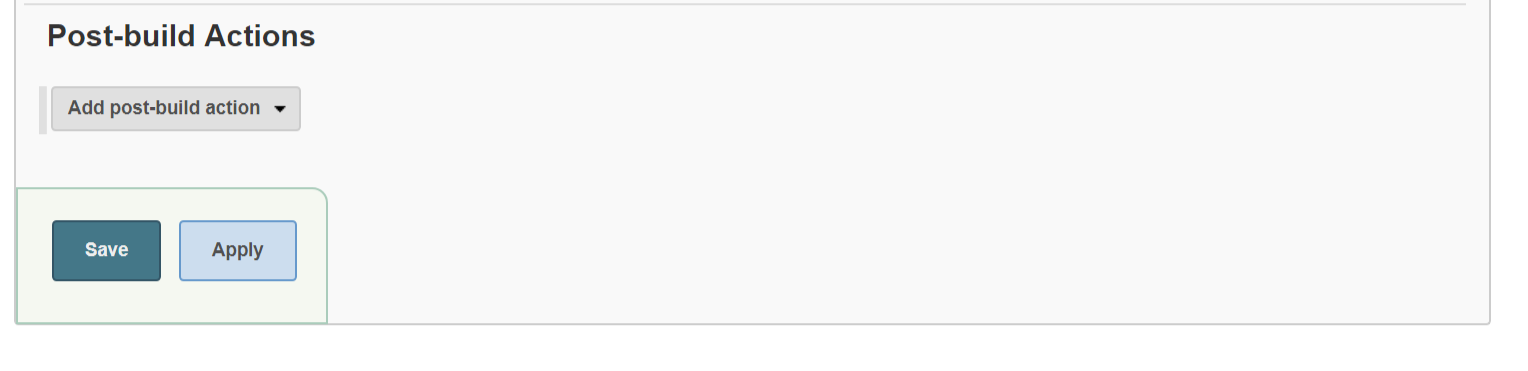 Post-build Actions
Add post-build action
Save Apply